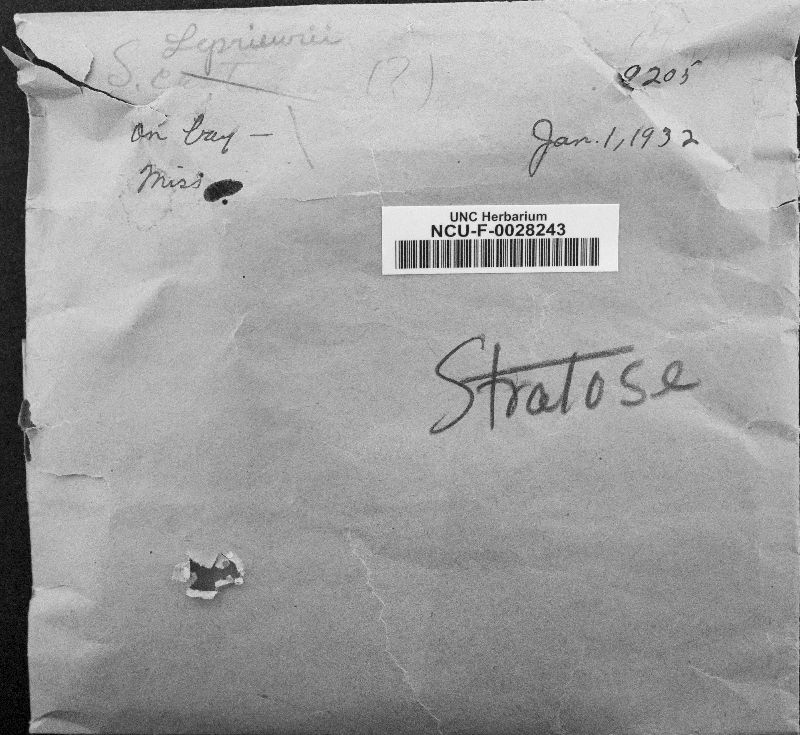 Leprieurii
S. (?)
9205
on bay —
Jan. 1, 1932
Miss
UNC Herbarium
NCU-F-0028243
Stratose